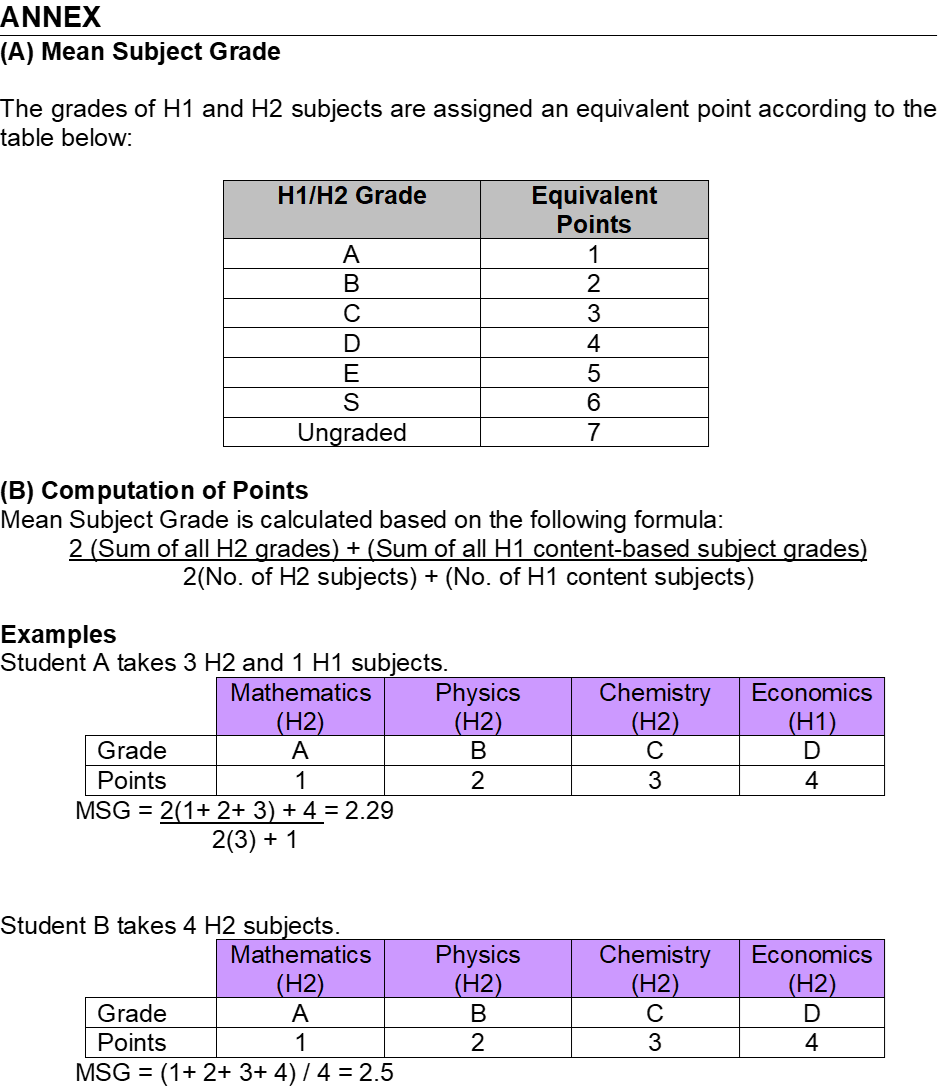 ANNEX
(A) Mean Subject Grade
The grades of H1 and H2 subjects are assigned an equivalent point according to the
table below:
H1/H2 Grade Equivalent
Points
A 1
B 2
C 3
D 4
E 5
S 6
Ungraded 7
(B) Computation of Points
Mean Subject Grade is calculated based on the following formula:
2 (Sum of all H2 grades) + (Sum of all H1 content-based subject grades)
2(No. of H2 subjects) + (No. of H1 content subjects)
Examples
Student A takes 3 H2 and 1 H1 subjects.
Mathematics Physics Chemistry Economics
(H2) (H2) (H2) (H1)
Grade A B C D
Points 1 2 3 4
MSG = 2(1+ 2+ 3) + 4 = 2.29
2(3) + 1
Student B takes 4 H2 subjects.
Mathematics Physics Chemistry Economics
(H2) (H2) (H2) (H2)
Grade A B C D
Points 1 2 3 4
MSG = (1+ 2+ 3+ 4) / 4 = 2.5